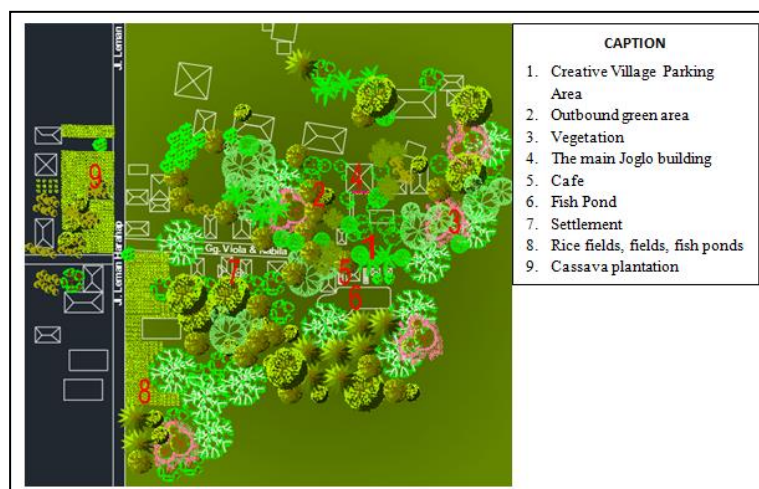 Jl. Leman
9
4
2
3
Gg. Viola & Nabila
1
7
5
6
Jl. Leman Harahap
8
CAPTION
1. Creative Village Parking
Area
2. Outbound green area
3. Vegetation
4. The main Joglo building
5. Cafe
6. Fish Pond
7. Settlement
8. Rice fields, fields, fish ponds
9. Cassava plantation